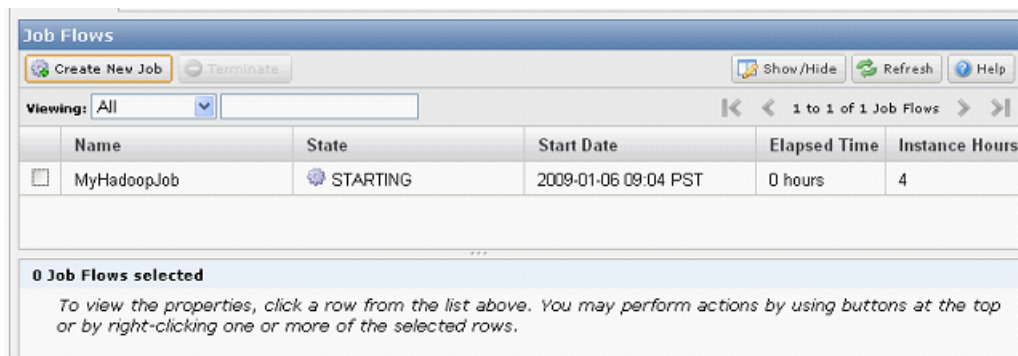 Job Flows
Create New Job Terminate Show/Hide Refresh Help
Viewing: All 1 to 1 of 1 Job Flows
Name State Start Date Elapsed Time Instance Hours
MyHadoopJob STARTING 2009-01-06 09:04 PST 0 hours 4
0 Job Flows selected
To view the properties, click a row from the list above. You may perform actions by using buttons at the top
or by right-clicking one or more of the selected rows.